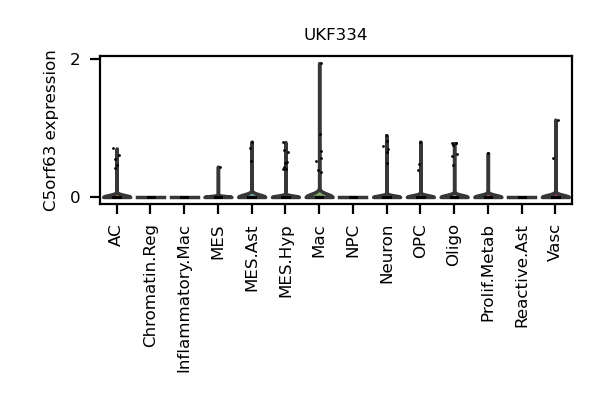 UKF334
C5orf63 expression
2
0
AC
Chromatin.Reg
Inflammatory.Mac
MES
MES.Ast
MES.Hyp
Mac
NPC
Neuron
OPC
Oligo
Prolif.Metab
Reactive.Ast
Vasc